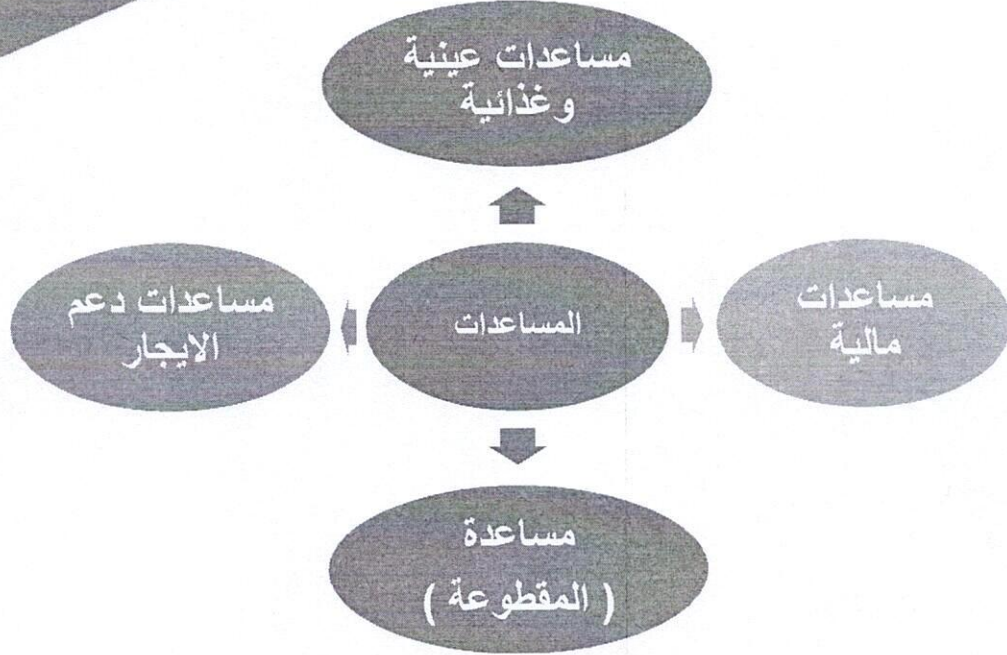 مساعدات عينية
وغذائية
مساعدات
مالية
المساعدات
مساعدات دعم
الايجار
مساعدة
( المقطوعة )